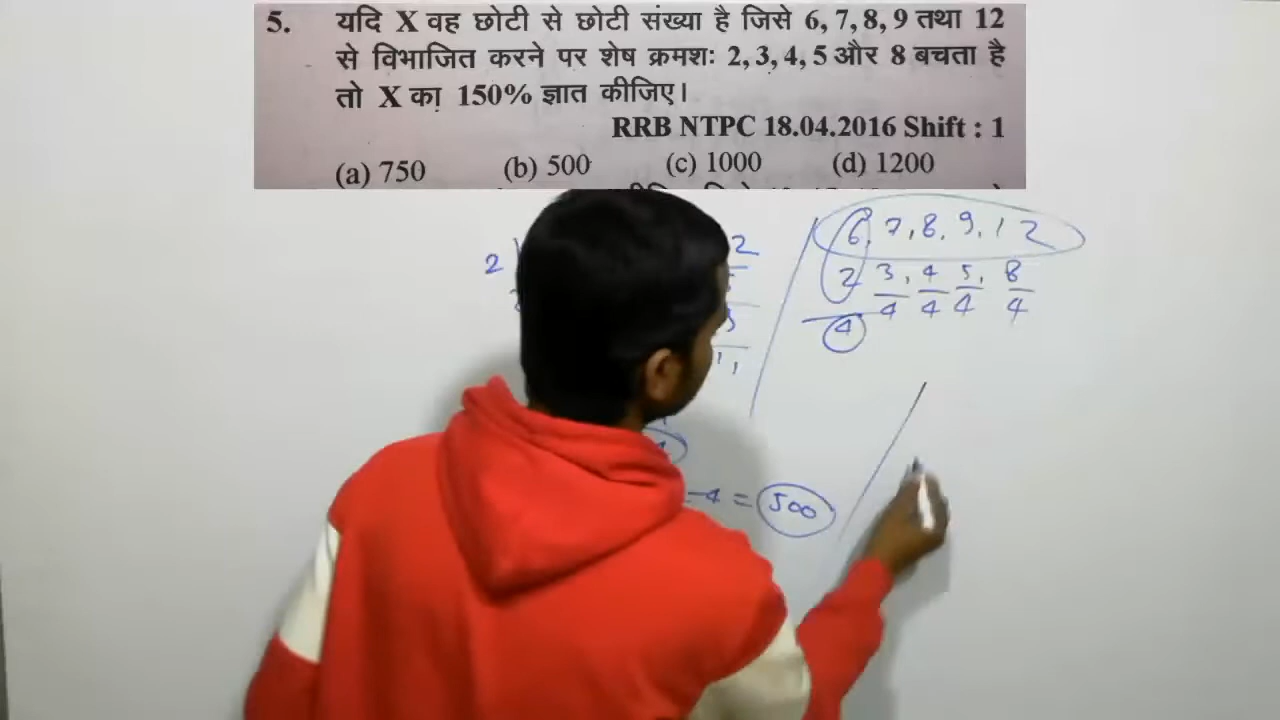 5. यदि X वह छोटी से छोटी संख्या है जिसे 6, 7, 8, 9 तथा 12
से विभाजित करने पर शेष क्रमशः 2, 3, 4, 5 और 8 बचता है
तो X का 150% ज्ञात कीजिए।
RRB NTPC 18.04.2016 Shift : 1
(a) 750 (b) 500 (c) 1000 (d) 1200
6, 7, 8, 9, 12
2 3, 4 5, 8
4 4 4 4 4
2
2
-4 = 500